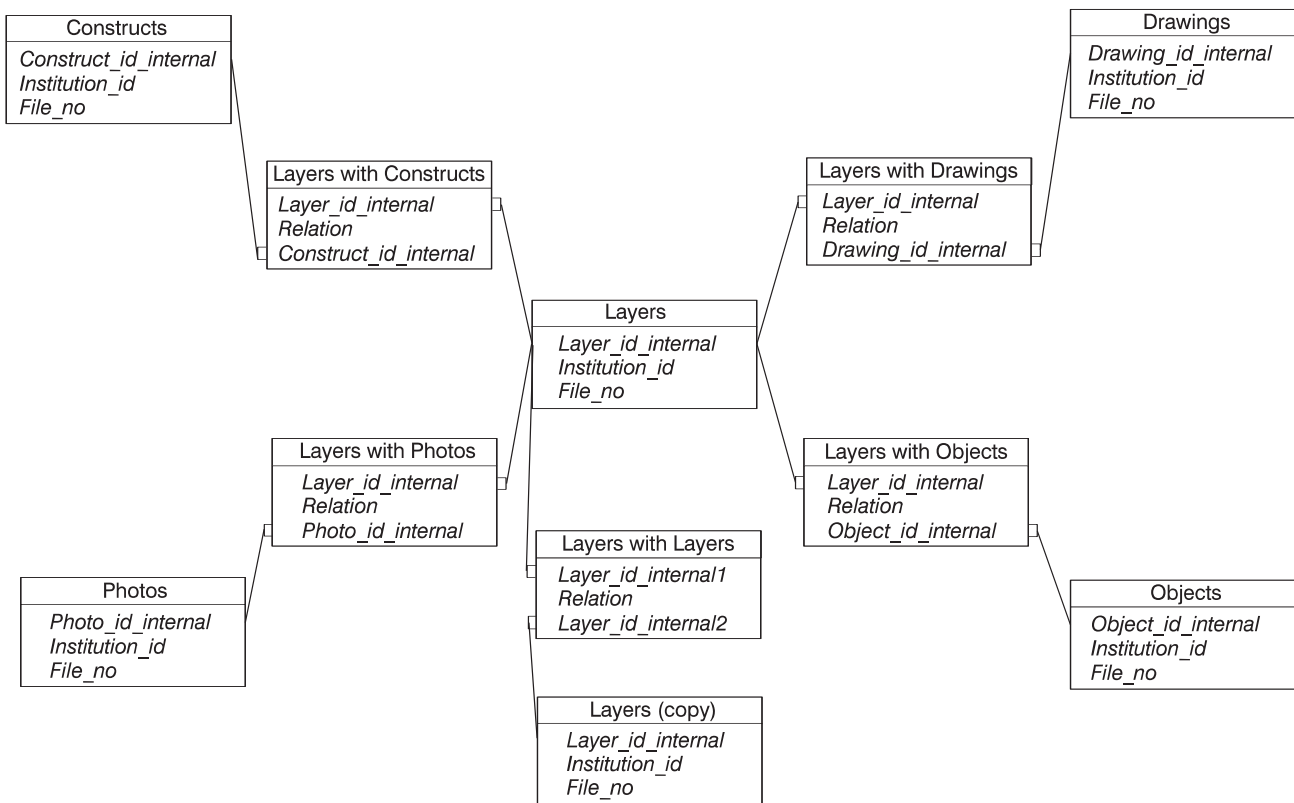 Constructs
Construct_id_internal
Institution_id
File_no
Drawings
Drawing_id_internal
Institution_id
File_no
Layers with Constructs
Layer_id_internal
Relation
Construct_id_internal
Layers with Drawings
Layer_id_internal
Relation
Drawing_id_internal
Layers
Layer_id_internal
Institution_id
File_no
Layers with Photos
Layer_id_internal
Relation
Photo_id_internal
Layers with Objects
Layer_id_internal
Relation
Object_id_internal
Layers with Layers
Layer_id_internal1
Relation
Layer_id_internal2
Photos
Photo_id_internal
Institution_id
File_no
Objects
Object_id_internal
Institution_id
File_no
Layers (copy)
Layer_id_internal
Institution_id
File_no